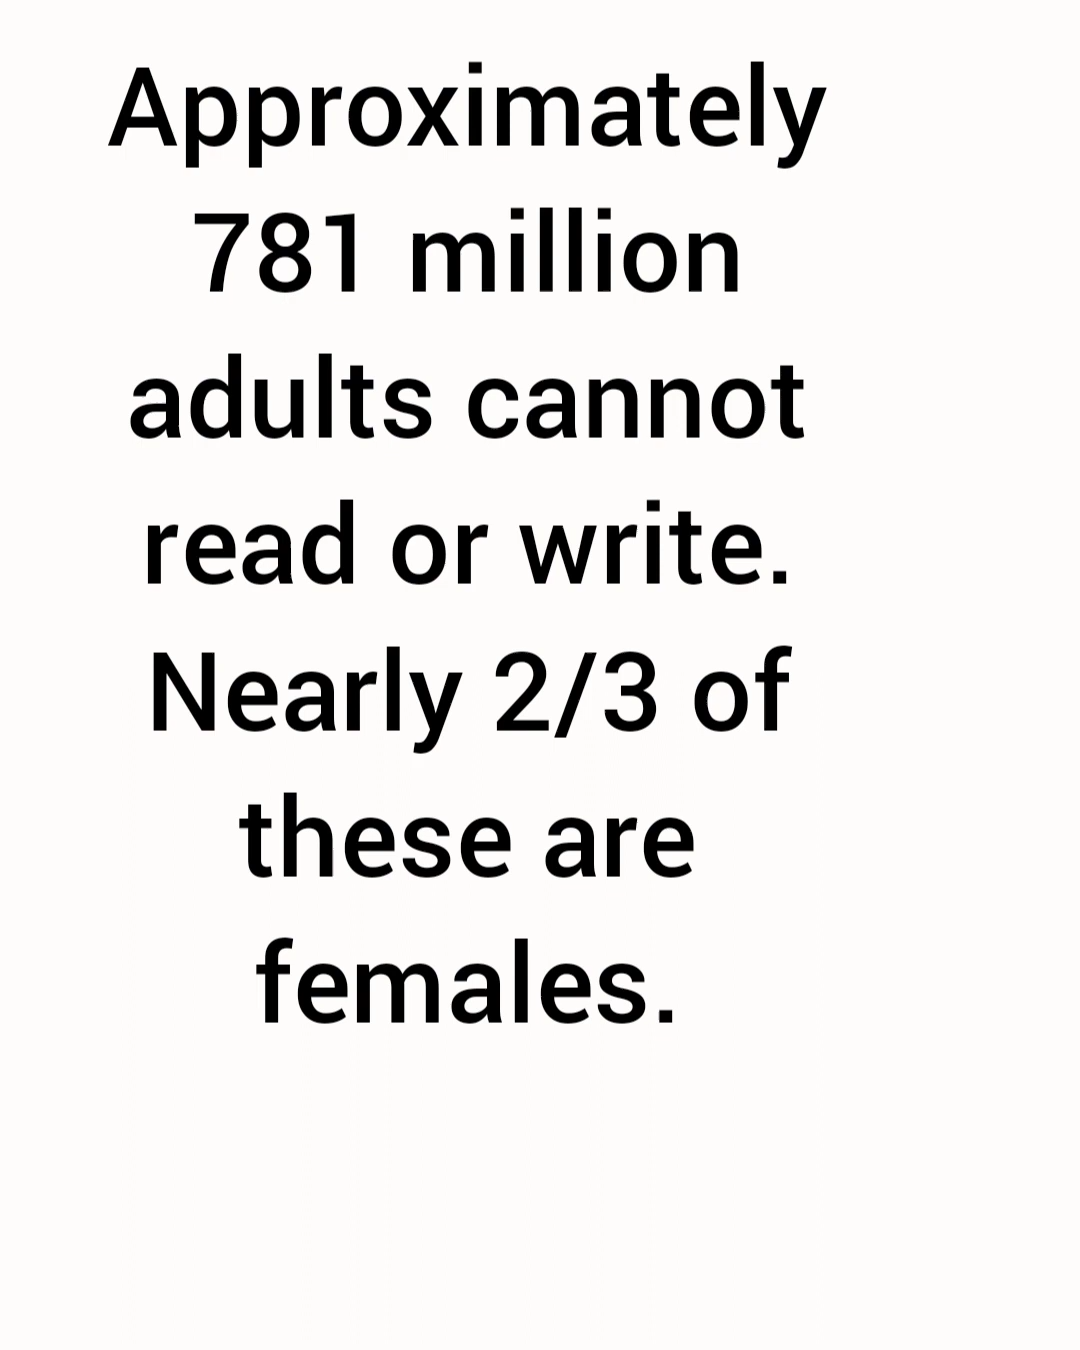 Approximately
781 million
adults cannot
read or write.
Nearly 2/3 of
these are
females.